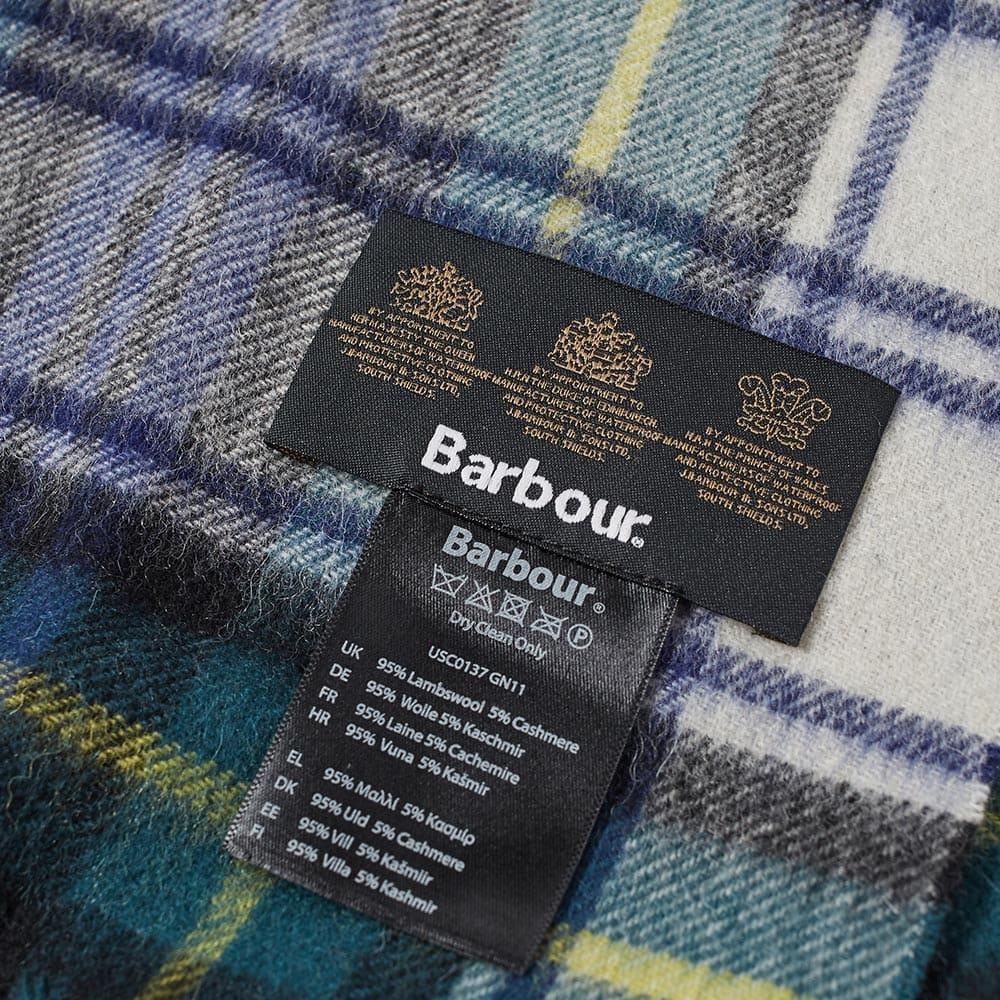 BY APPOINTMENT TO
HER MAJESTY THE QUEEN
MANUFACTURERS OF WATERPROOF
AND PROTECTIVE CLOTHING
J.BARBOUR & SONS LTD,
SOUTH SHIELDS.
BY APPOINTMENT TO
H.R.H THE DUKE OF EDINBURGH
MANUFACTURERS OF WATERPROOF
AND PROTECTIVE CLOTHING
J.BARBOUR & SONS LTD,
SOUTH SHIELDS.
BY APPOINTMENT TO
H.R.H THE PRINCE OF WALES
MANUFACTURERS OF WATERPROOF
AND PROTECTIVE CLOTHING
J.BARBOUR & SONS LTD,
SOUTH SHIELDS.
Barbour®
Barbour®
P
Dry Clean Only
USC0137 GN11
UK 95% Lambswool 5% Cashmere
DE 95% Wolle 5% Kaschmir
FR 95% Laine 5% Cachemire
HR 95% Vuna 5% Kašmir
EL 95% Μαλλί 5% Κασμίρ
DK 95% Uld 5% Cashmere
EE 95% Vill 5% Kašmiir
FI 95% Villa 5% Kashmir